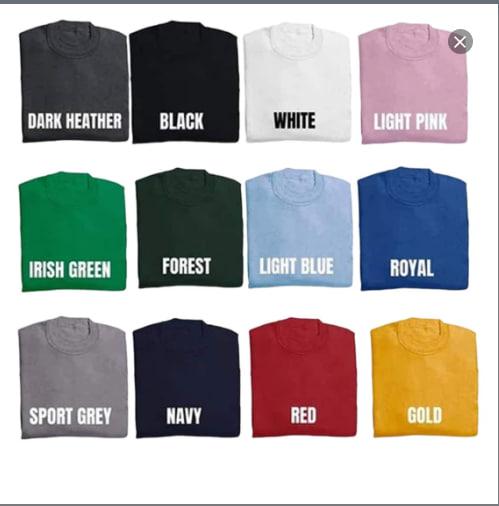 DARK HEATHER
BLACK
WHITE
LIGHT PINK
IRISH GREEN
FOREST
LIGHT BLUE
ROYAL
SPORT GREY
NAVY
RED
GOLD